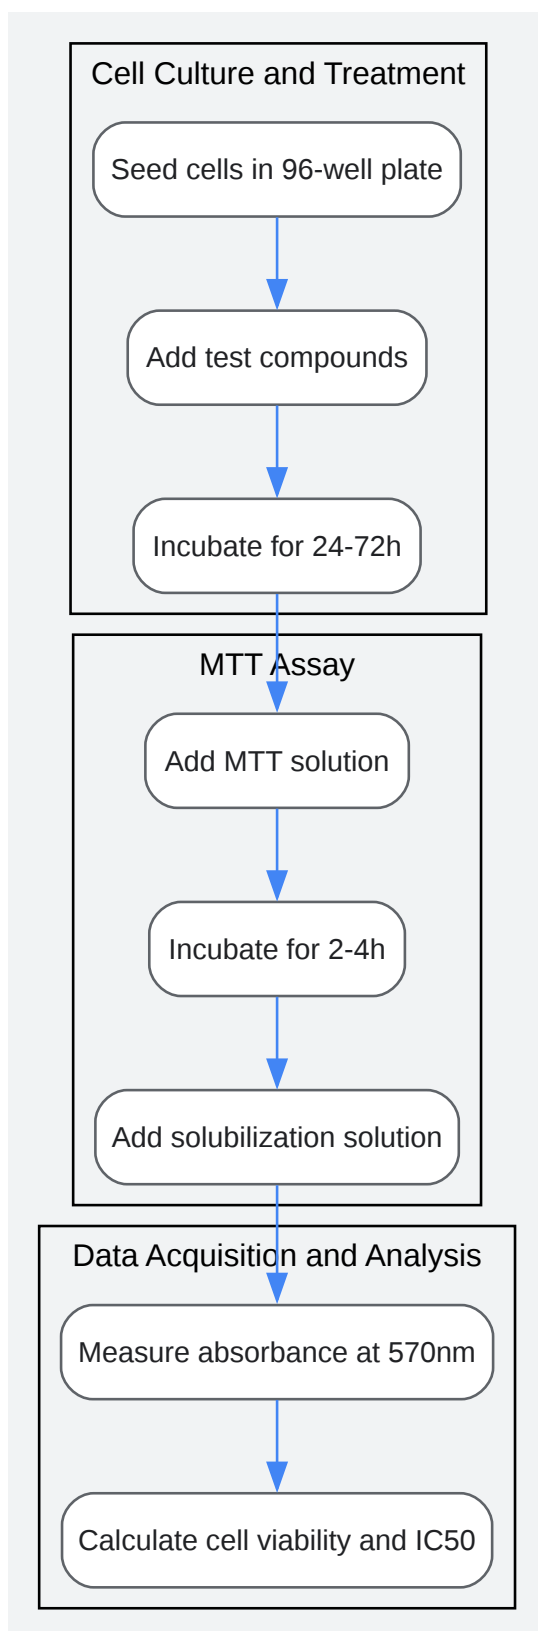 Cell Culture and Treatment
Seed cells in 96-well plate
Add test compounds
Incubate for 24-72h
MTT Assay
Add MTT solution
Incubate for 2-4h
Add solubilization solution
Data Acquisition and Analysis
Measure absorbance at 570nm
Calculate cell viability and IC50